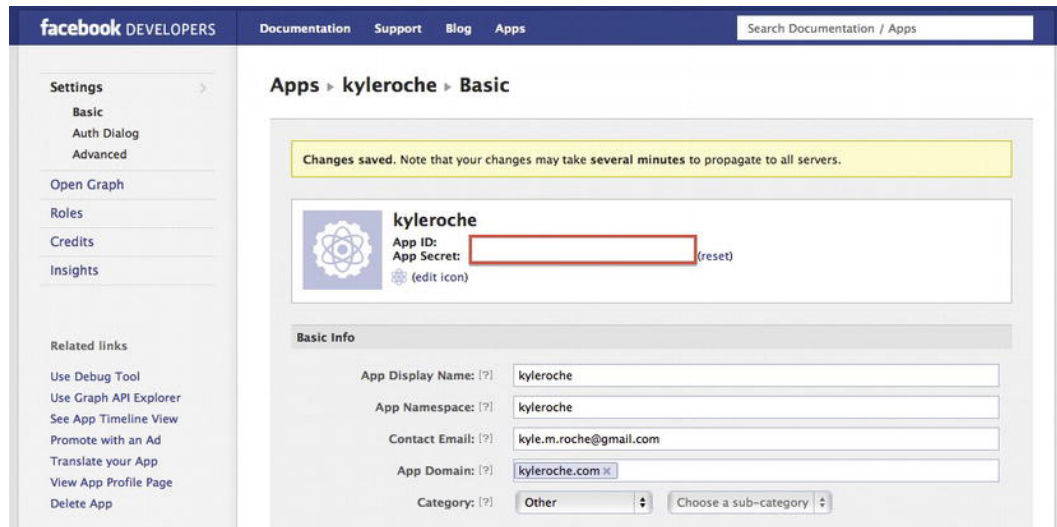 facebook DEVELOPERS
Documentation Support Blog Apps
Search Documentation / Apps
Settings
Basic
Auth Dialog
Advanced
Open Graph
Roles
Credits
Insights
Related links
Use Debug Tool
Use Graph API Explorer
See App Timeline View
Promote with an Ad
Translate your App
View App Profile Page
Delete App
Apps ▸ kyleroche ▸ Basic
Changes saved. Note that your changes may take several minutes to propagate to all servers.
kyleroche
App ID:
App Secret: (reset)
(edit icon)
Basic Info
App Display Name: [?] kyleroche
App Namespace: [?] kyleroche
Contact Email: [?] kyle.m.roche@gmail.com
App Domain: [?] kyleroche.com ×
Category: [?] Other Choose a sub-category